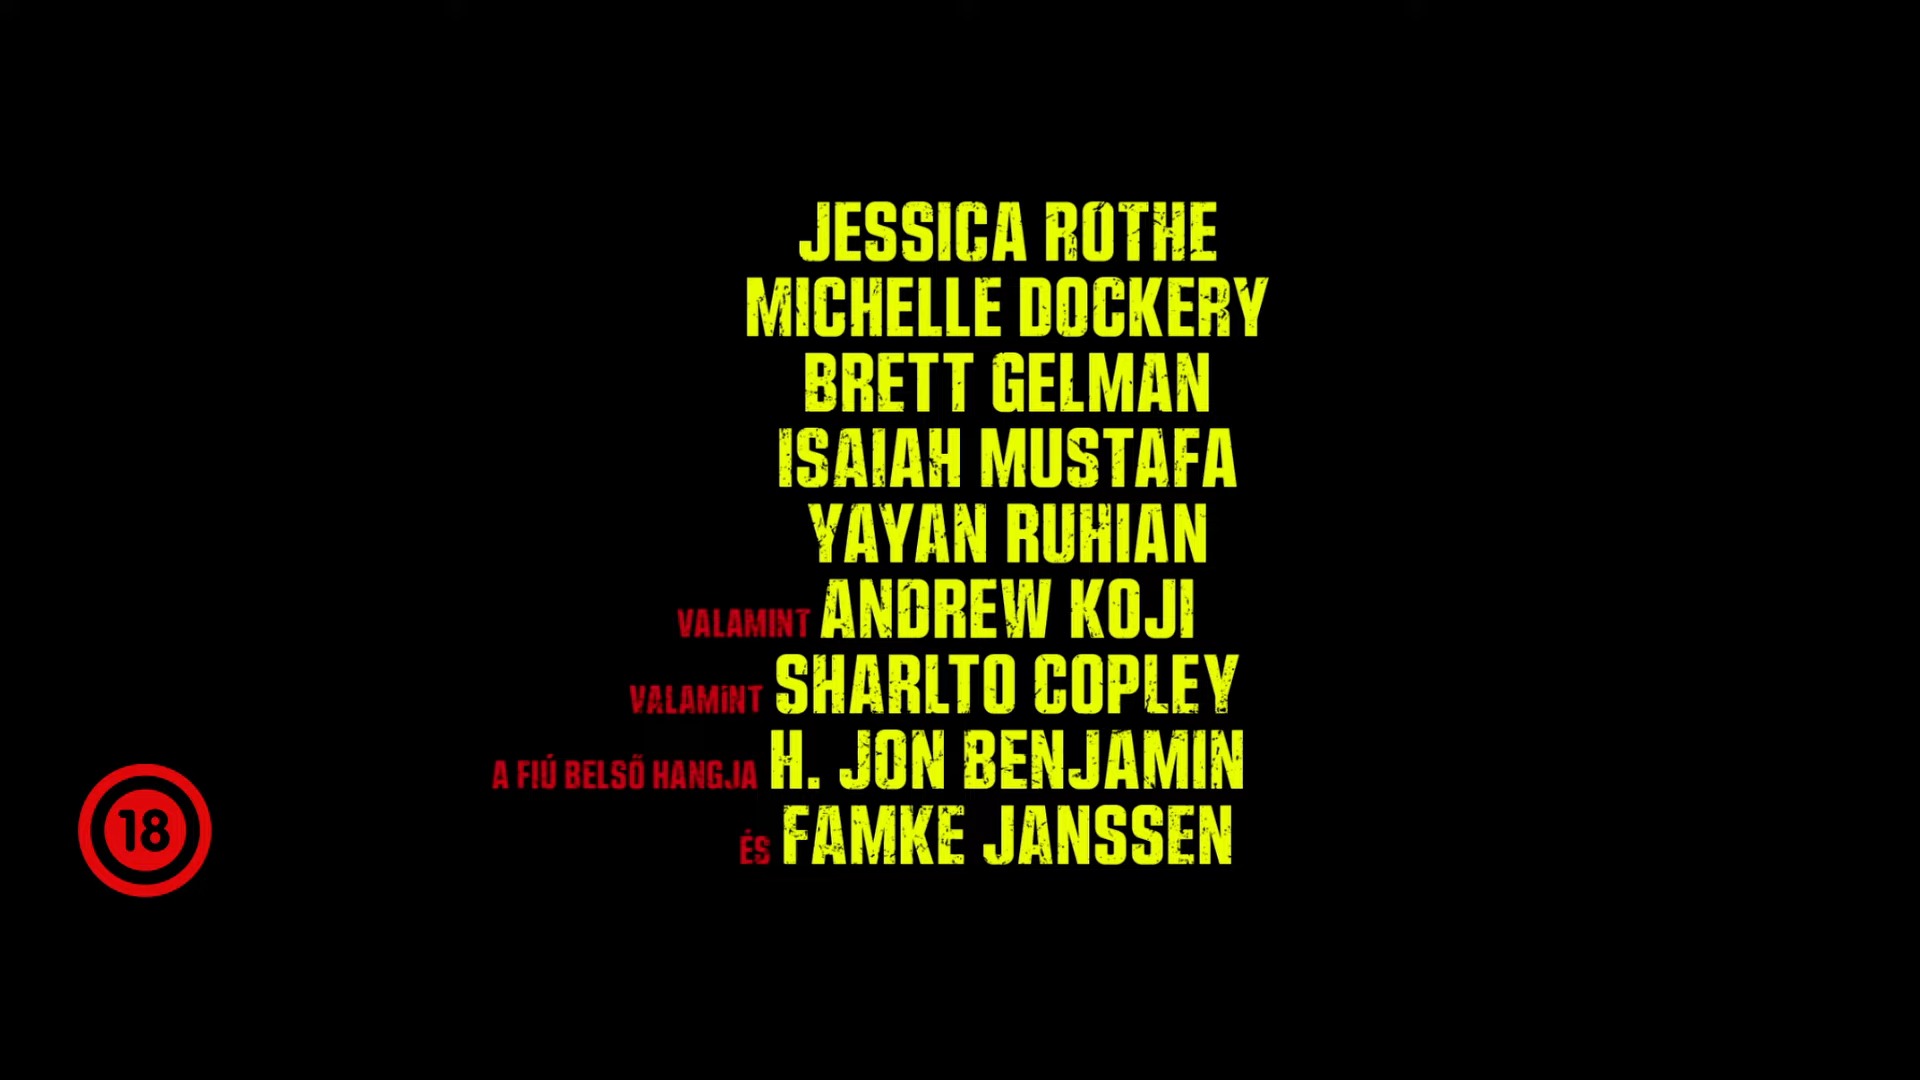 JESSICA ROTHE
MICHELLE DOCKERY
BRETT GELMAN
ISAIAH MUSTAFA
YAYAN RUHIAN
VALAMINT ANDREW KOJI
VALAMINT SHARLTO COPLEY
A FIÚ BELSŐ HANGJA H. JON BENJAMIN
ÉS FAMKE JANSSEN
18